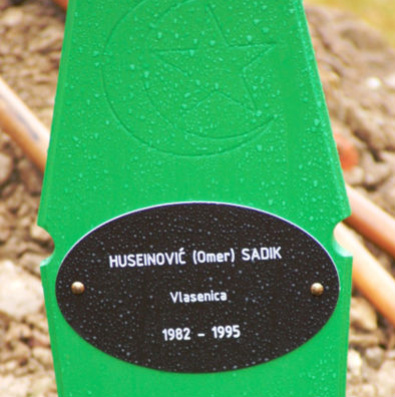 HUSEINOVIĆ (Omer) SADIK
Vlasenica
1982 - 1995